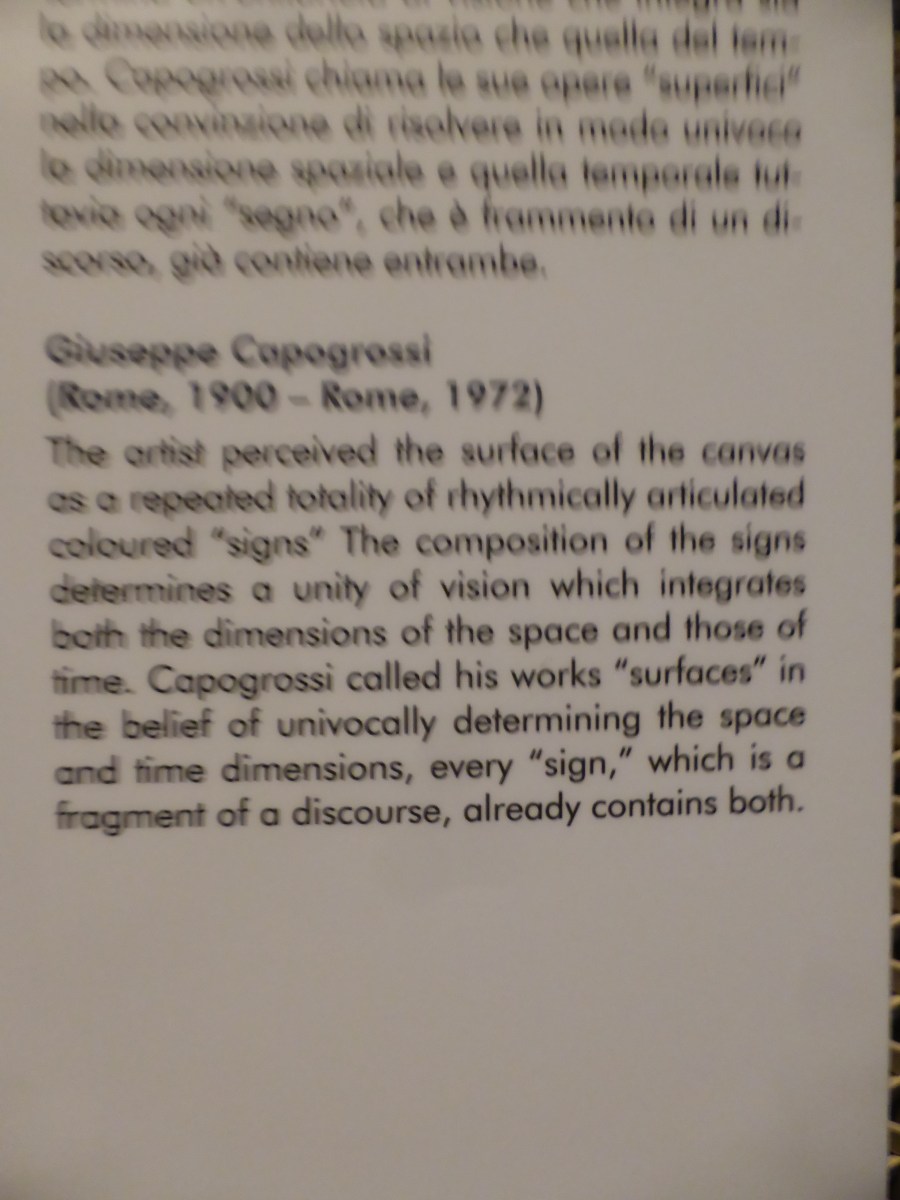 la dimensione dello spazio che quella del tem-
po. Capogrossi chiama le sue opere "superfici"
nella convinzione di risolvere in modo univoco
la dimensione spaziale e quella temporale tut-
tavia ogni "segno", che è frammento di un di-
scorso, già contiene entrambe.
Giuseppe Capogrossi
(Rome, 1900 – Rome, 1972)
The artist perceived the surface of the canvas
as a repeated totality of rhythmically articulated
coloured "signs" The composition of the signs
determines a unity of vision which integrates
both the dimensions of the space and those of
time. Capogrossi called his works "surfaces" in
the belief of univocally determining the space
and time dimensions, every "sign," which is a
fragment of a discourse, already contains both.